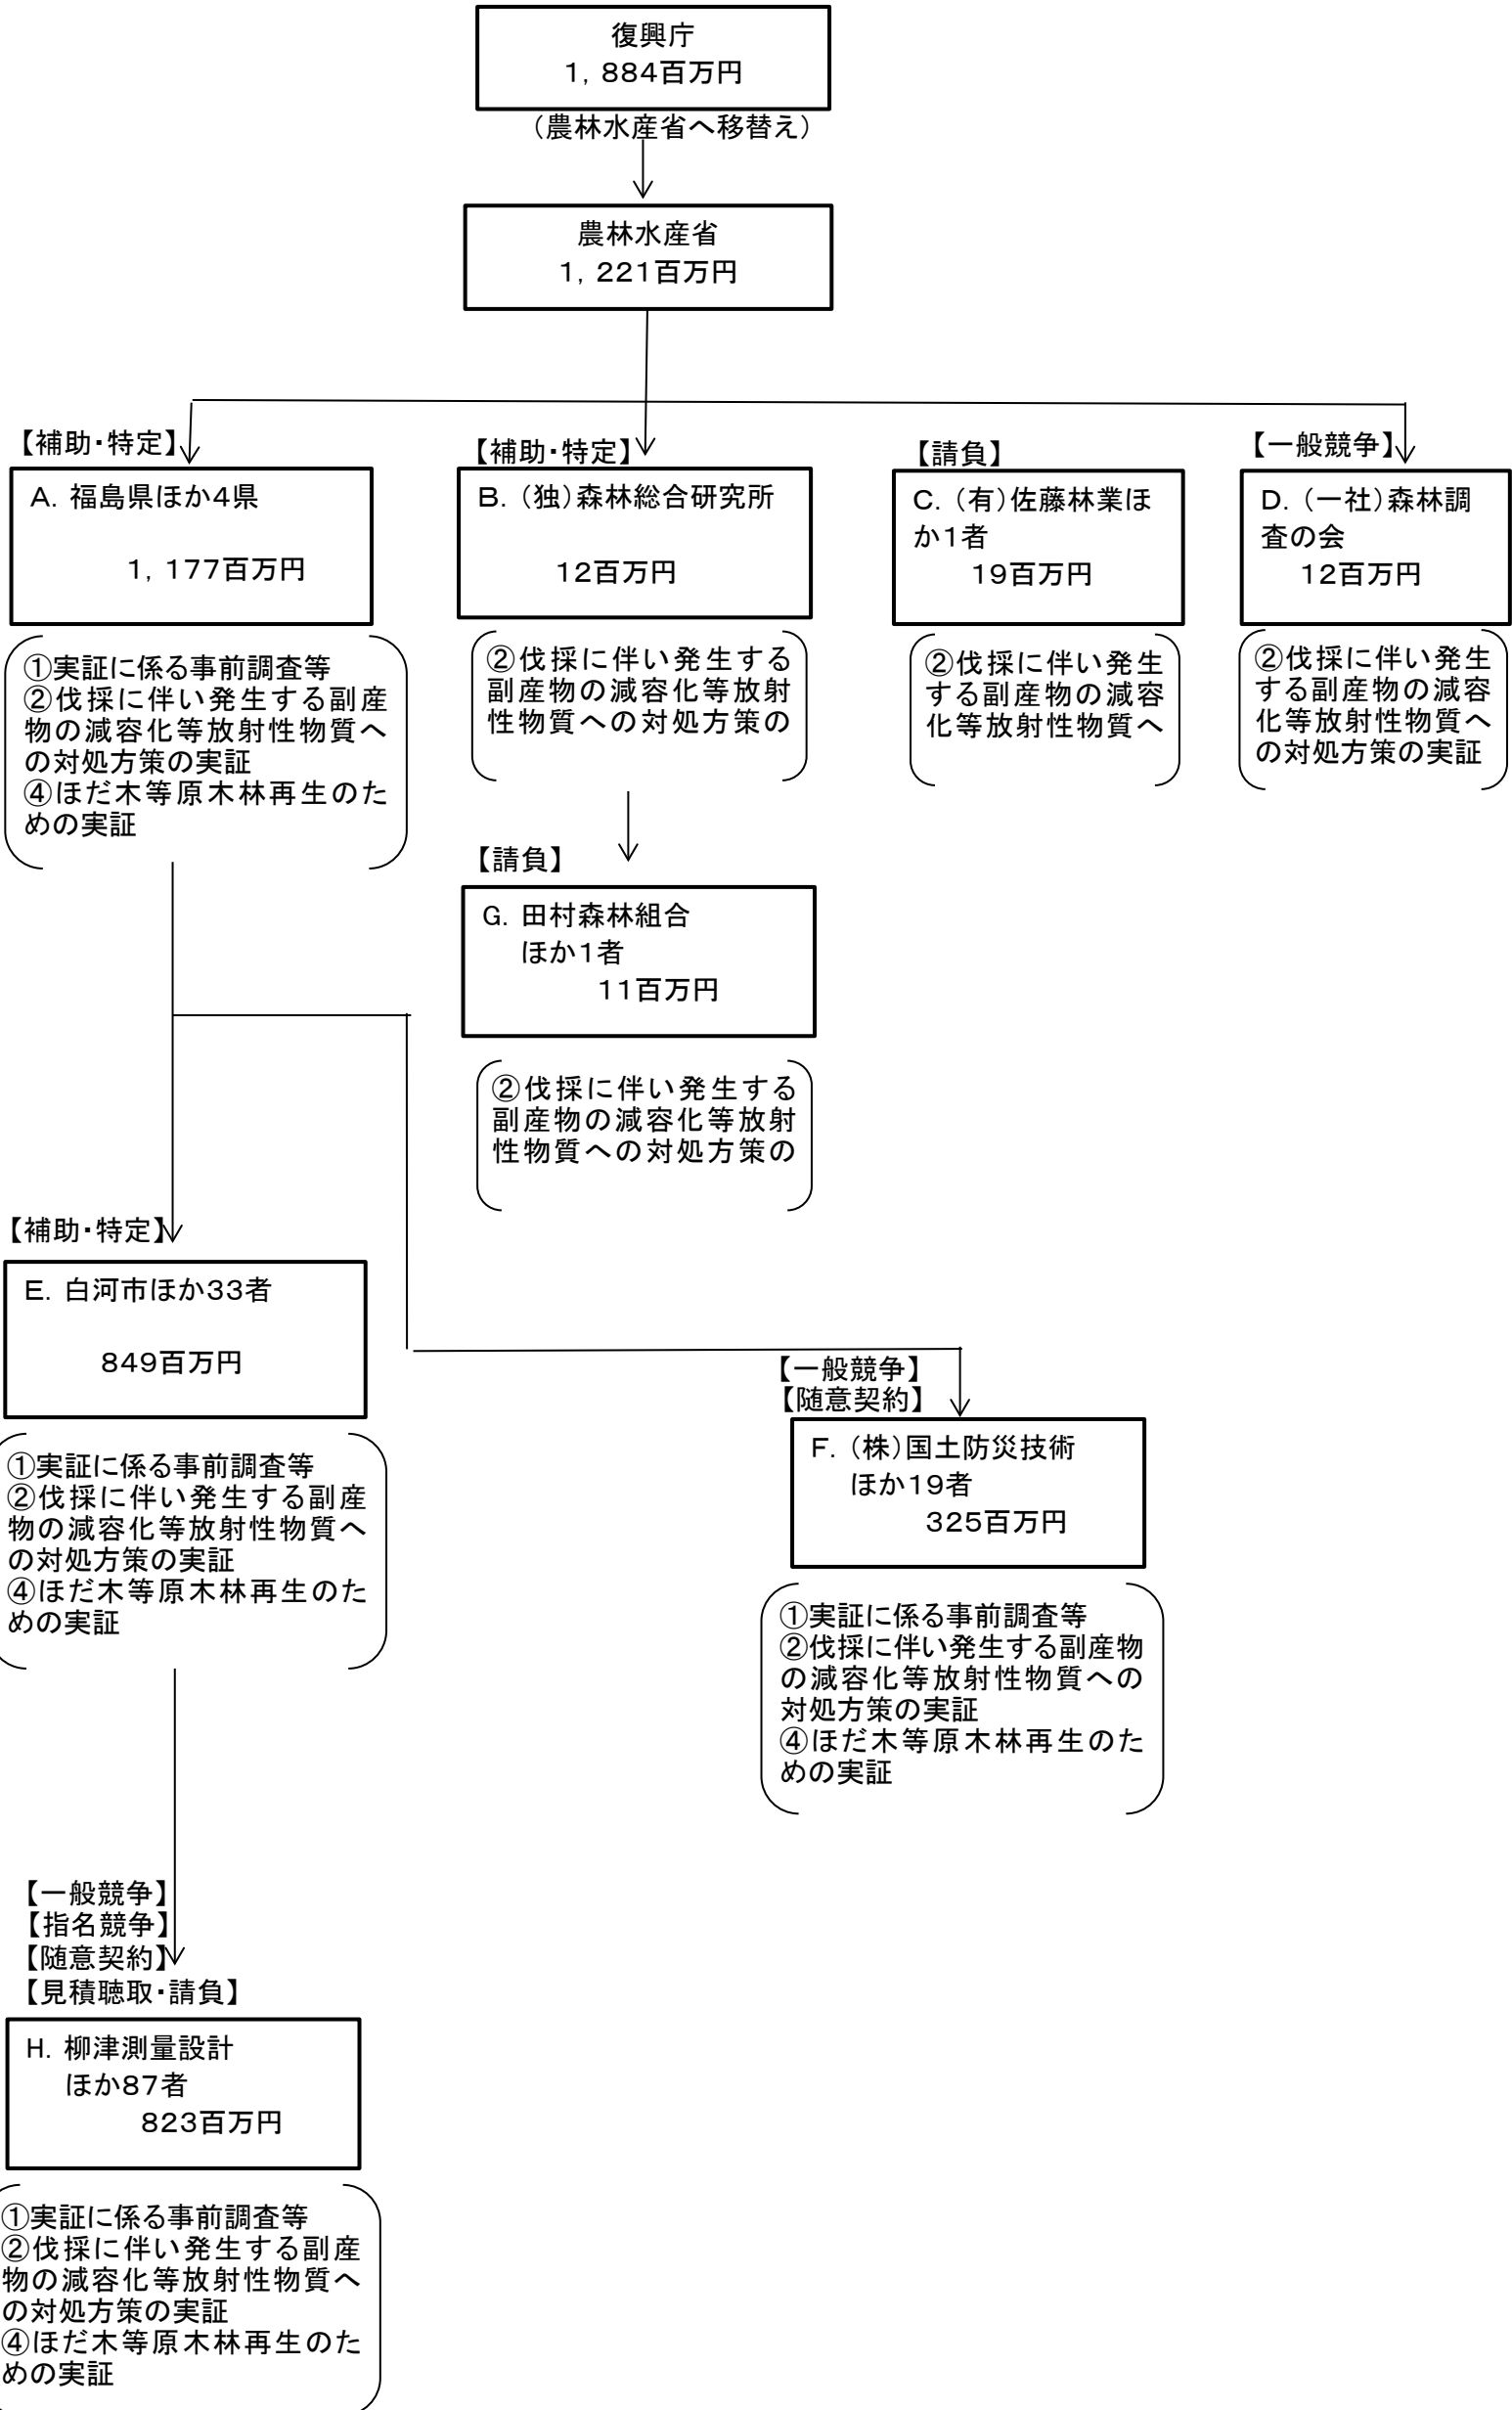 復興庁
１，８８４百万円
（農林水産省へ移替え）
農林水産省
１，２２１百万円
【補助・特定】
A．福島県ほか４県
１，１７７百万円
①実証に係る事前調査等
②伐採に伴い発生する副産
物の減容化等放射性物質へ
の対処方策の実証
④ほだ木等原木林再生のた
めの実証
【補助・特定】
B．（独）森林総合研究所
１２百万円
②伐採に伴い発生する
副産物の減容化等放射
性物質への対処方策の
【請負】
C．（有）佐藤林業ほ
か１者
１９百万円
②伐採に伴い発生
する副産物の減容
化等放射性物質へ
【一般競争】
D．（一社）森林調
査の会
１２百万円
②伐採に伴い発生
する副産物の減容
化等放射性物質へ
の対処方策の実証
【請負】
G．田村森林組合
ほか１者
１１百万円
②伐採に伴い発生する
副産物の減容化等放射
性物質への対処方策の
【補助・特定】
E．白河市ほか３３者
８４９百万円
①実証に係る事前調査等
②伐採に伴い発生する副産
物の減容化等放射性物質へ
の対処方策の実証
④ほだ木等原木林再生のた
めの実証
【一般競争】
【随意契約】
F．（株）国土防災技術
ほか１９者
３２５百万円
①実証に係る事前調査等
②伐採に伴い発生する副産物
の減容化等放射性物質への
対処方策の実証
④ほだ木等原木林再生のた
めの実証
【一般競争】
【指名競争】
【随意契約】
【見積聴取・請負】
H．柳津測量設計
ほか８７者
８２３百万円
①実証に係る事前調査等
②伐採に伴い発生する副産
物の減容化等放射性物質へ
の対処方策の実証
④ほだ木等原木林再生のた
めの実証